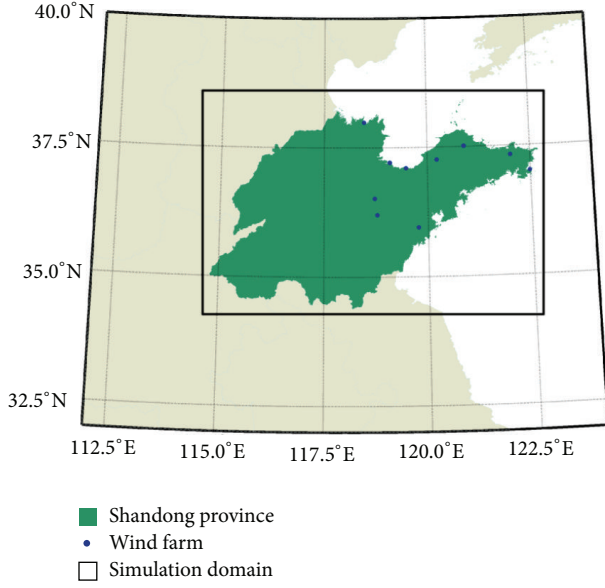 40.0°N
37.5°N
35.0°N
32.5°N
112.5°E 115.0°E 117.5°E 120.0°E 122.5°E
Shandong province
Wind farm
Simulation domain